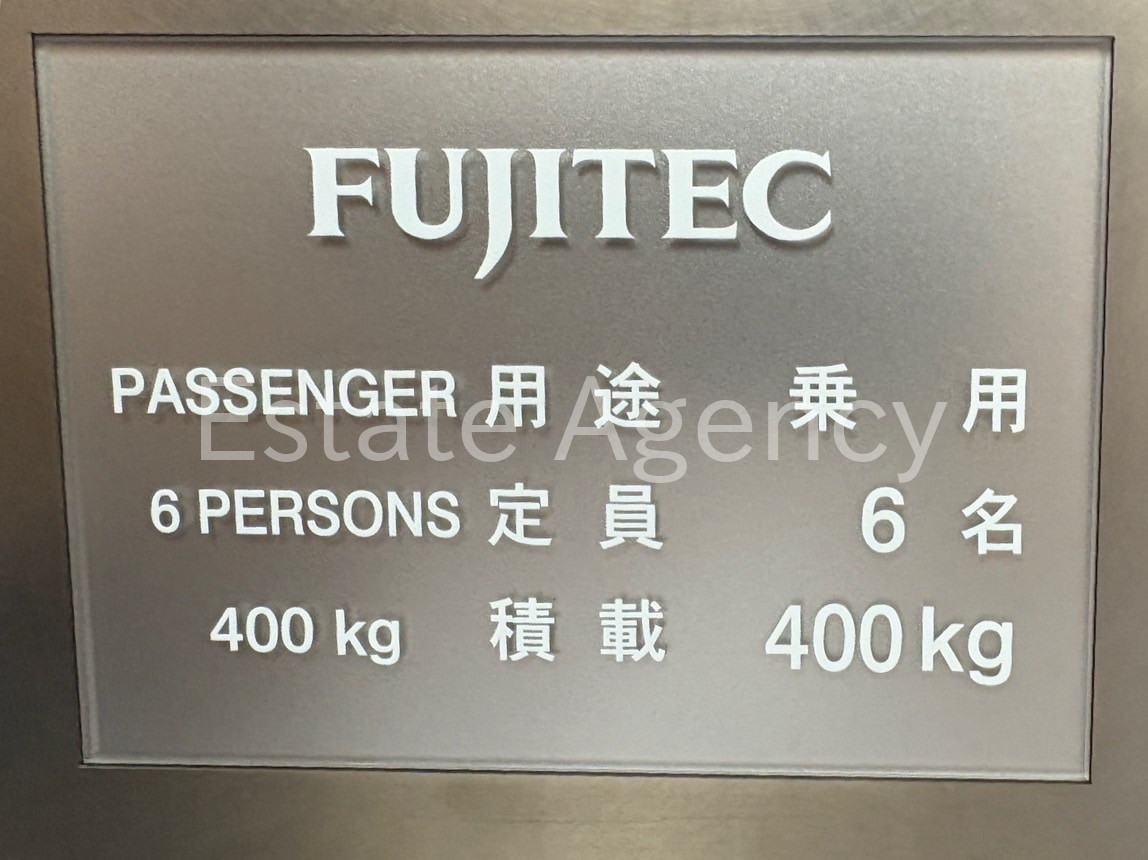 FUJITEC
PASSENGER 用途 乗用
Estate Agency
6 PERSONS 定員 6名
400 kg 積載 400kg